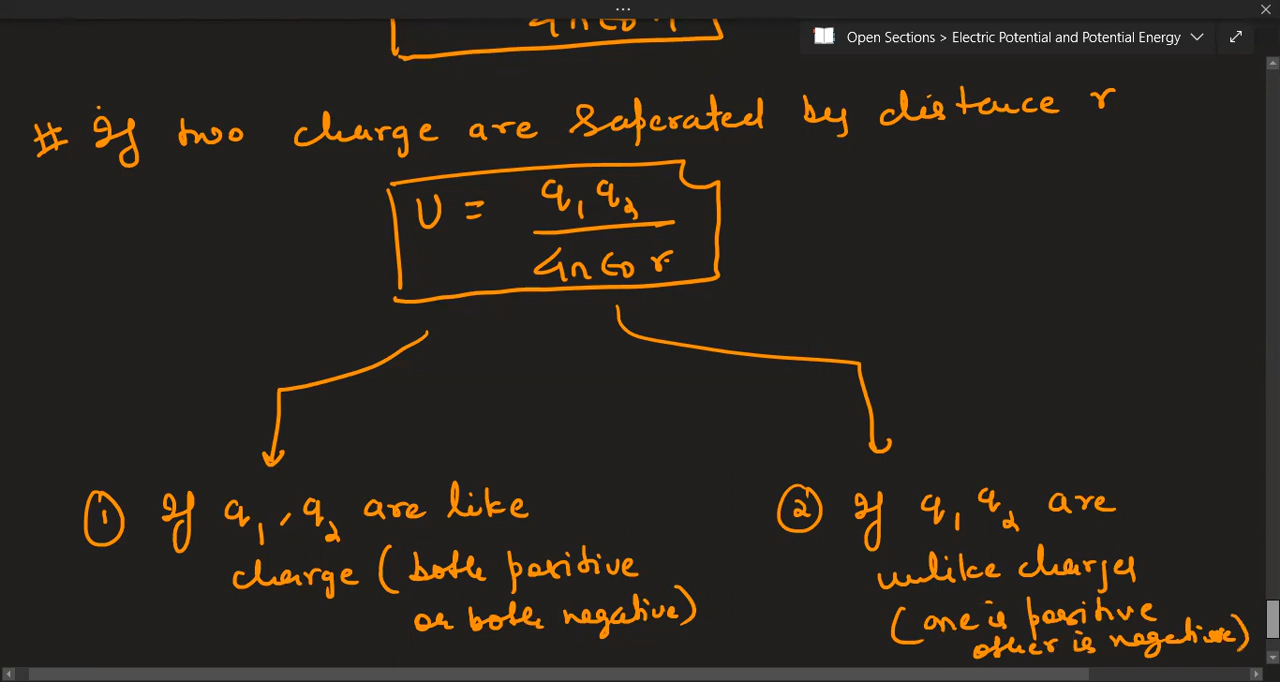 4πε0 r
Open Sections > Electric Potential and Potential Energy
# If two charge are Saperated by distance r
U = q₁q₂
4πε0 r
① If q₁, q₂ are like
charge (both positive
or both negative)
② If q₁ q₂ are
unlike charges
(one is positive
other is negative)